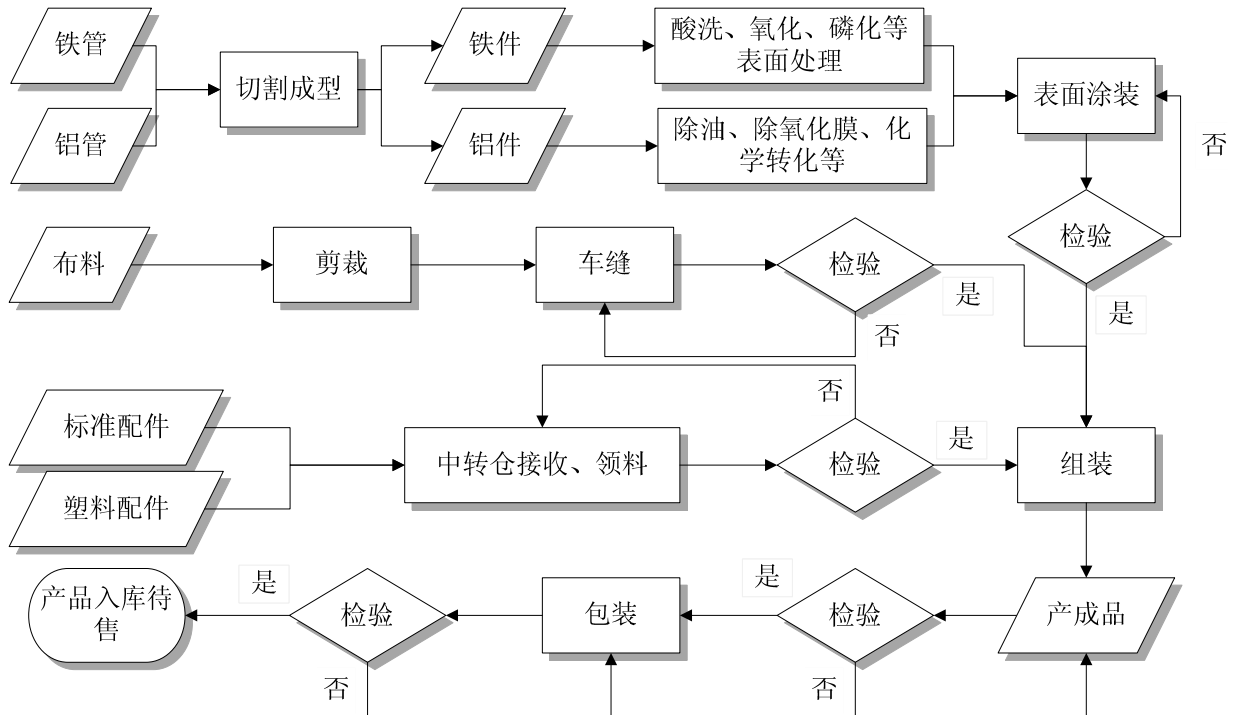 铁管
切割成型
铁件
酸洗、氧化、磷化等
表面处理
表面涂装
铝管
铝件
除油、除氧化膜、化
学转化等
否
检验
是
布料
剪裁
车缝
检验
是
否
标准配件
塑料配件
中转仓接收、领料
否
检验
是
组装
产品入库待
售
是
检验
否
包装
是
检验
否
产成品